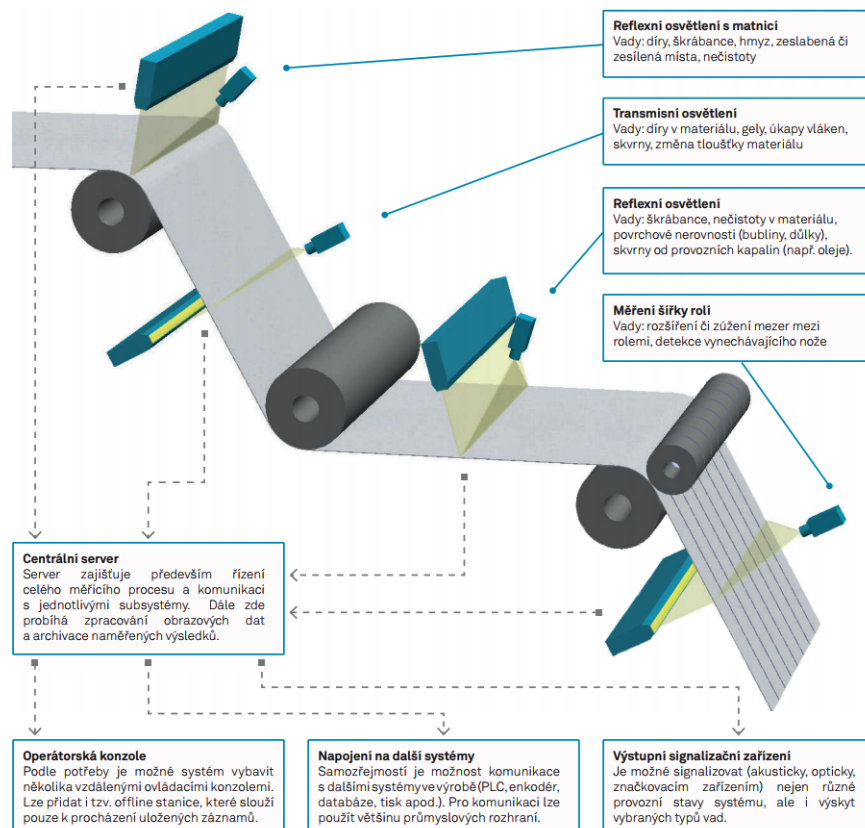 Reflexní osvětlení s matnicí
Vady: díry, škrábance, hmyz, zeslabená či
zesílená místa, nečistoty
Transmisní osvětlení
Vady: díry v materiálu, gely, úkapy vláken,
skvrny, změna tloušťky materiálu
Reflexní osvětlení
Vady: škrábance, nečistoty v materiálu,
povrchové nerovnosti (bubliny, důlky),
skvrny od provozních kapalin (např. oleje).
Měření šířky rolí
Vady: rozšíření či zúžení mezer mezi
rolemi, detekce vynechávajícího nože
Centrální server
Server zajišťuje především řízení
celého měřicího procesu a komunikaci
s jednotlivými subsystémy. Dále zde
probíhá zpracování obrazových dat
a archivace naměřených výsledků.
Operátorská konzole
Podle potřeby je možné systém vybavit
několika vzdálenými ovládacími konzolemi.
Lze přidat i tzv. offline stanice, které slouží
pouze k procházení uložených záznamů.
Napojení na další systémy
Samozřejmostí je možnost komunikace
s dalšími systémy ve výrobě (PLC, enkodér,
databáze, tisk apod.). Pro komunikaci lze
použít většinu průmyslových rozhraní.
Výstupní signalizační zařízení
Je možné signalizovat (akusticky, opticky,
značkovacím zařízením) nejen různé
provozní stavy systému, ale i výskyt
vybraných typů vad.